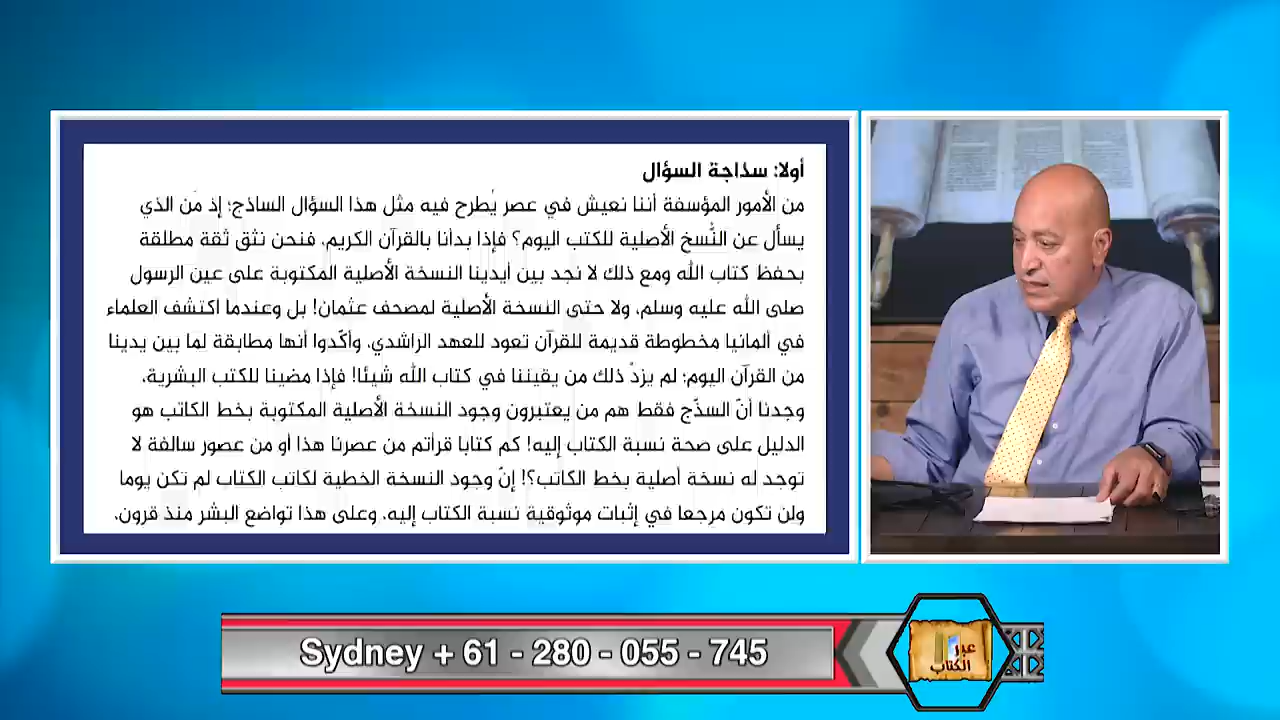 أولا: سذاجة السؤال
من الأمور المؤسفة أننا نعيش في عصر يُطرح فيه مثل هذا السؤال الساذج؛ إذ مَن الذي
يسأل عن النُّسخ الأصلية للكتب اليوم؟ فإذا بدأنا بالقرآن الكريم، فنحن نثق ثقة مطلقة
بحفظ كتاب الله ومع ذلك لا نجد بين أيدينا النسخة الأصلية المكتوبة على عين الرسول
صلى الله عليه وسلم، ولا حتى النسخة الأصلية لمصحف عثمان! بل وعندما اكتشف العلماء
في ألمانيا مخطوطة قديمة للقرآن تعود للعهد الراشدي، وأكّدوا أنها مطابقة لما بين يدينا
من القرآن اليوم؛ لم يزدْ ذلك من يقيننا في كتاب الله شيئا! فإذا مضينا للكتب البشرية،
وجدنا أنّ السذّج فقط هم من يعتبرون وجود النسخة الأصلية المكتوبة بخط الكاتب هو
الدليل على صحة نسبة الكتاب إليه! كم كتابا قرأتم من عصرنا هذا أو من عصور سالفة لا
توجد له نسخة أصلية بخط الكاتب؟! إنّ وجود النسخة الخطية لكاتب الكتاب لم تكن يوما
ولن تكون مرجعا في إثبات موثوقية نسبة الكتاب إليه، وعلى هذا تواضع البشر منذ قرون.
Sydney + 61 - 280 - 055 - 745
عبر
الكتاب